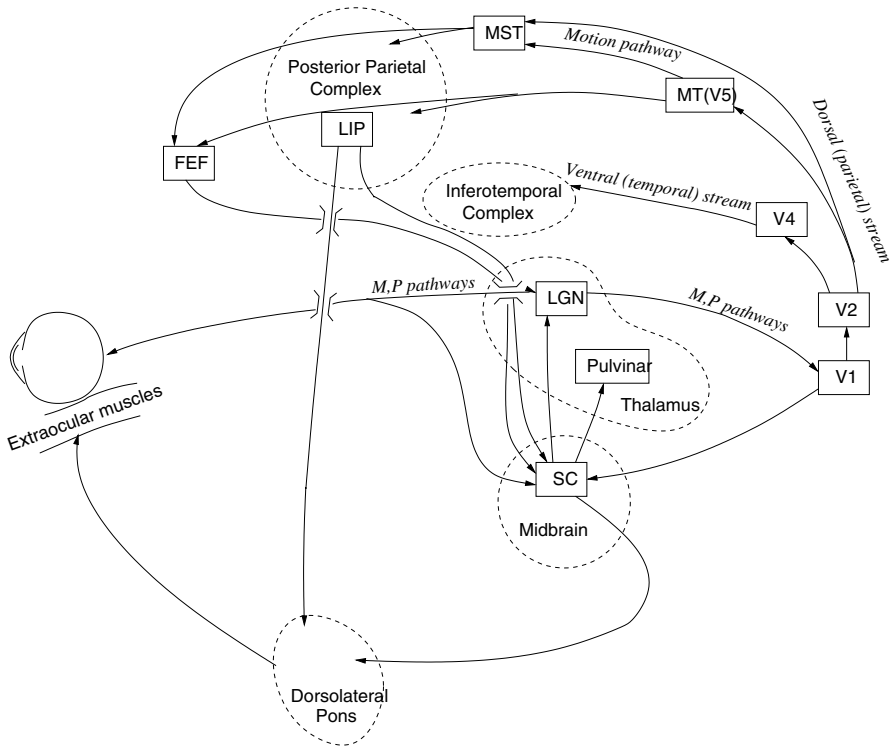 MST
Motion pathway
Posterior Parietal
Complex
MT(V5)
Dorsal (parietal) stream
LIP
FEF
Ventral (temporal) stream
Inferotemporal
Complex
V4
M,P pathways
LGN
M,P pathways
V2
Pulvinar
V1
Thalamus
Extraocular muscles
SC
Midbrain
Dorsolateral
Pons